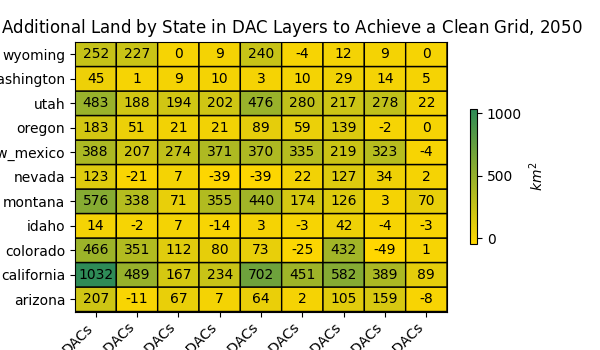 Additional Land by State in DAC Layers to Achieve a Clean Grid, 2050
wyoming 252 227 0 9 240 -4 12 9 0
ashington 45 1 9 10 3 10 29 14 5
utah 483 188 194 202 476 280 217 278 22
oregon 183 51 21 21 89 59 139 -2 0
w_mexico 388 207 274 371 370 335 219 323 -4
nevada 123 -21 7 -39 -39 22 127 34 2
montana 576 338 71 355 440 174 126 3 70
idaho 14 -2 7 -14 3 -3 42 -4 -3
colorado 466 351 112 80 73 -25 432 -49 1
california 1032 489 167 234 702 451 582 389 89
arizona 207 -11 67 7 64 2 105 159 -8
DACs DACs DACs DACs DACs DACs DACs DACs DACs
1000
500
0
km²